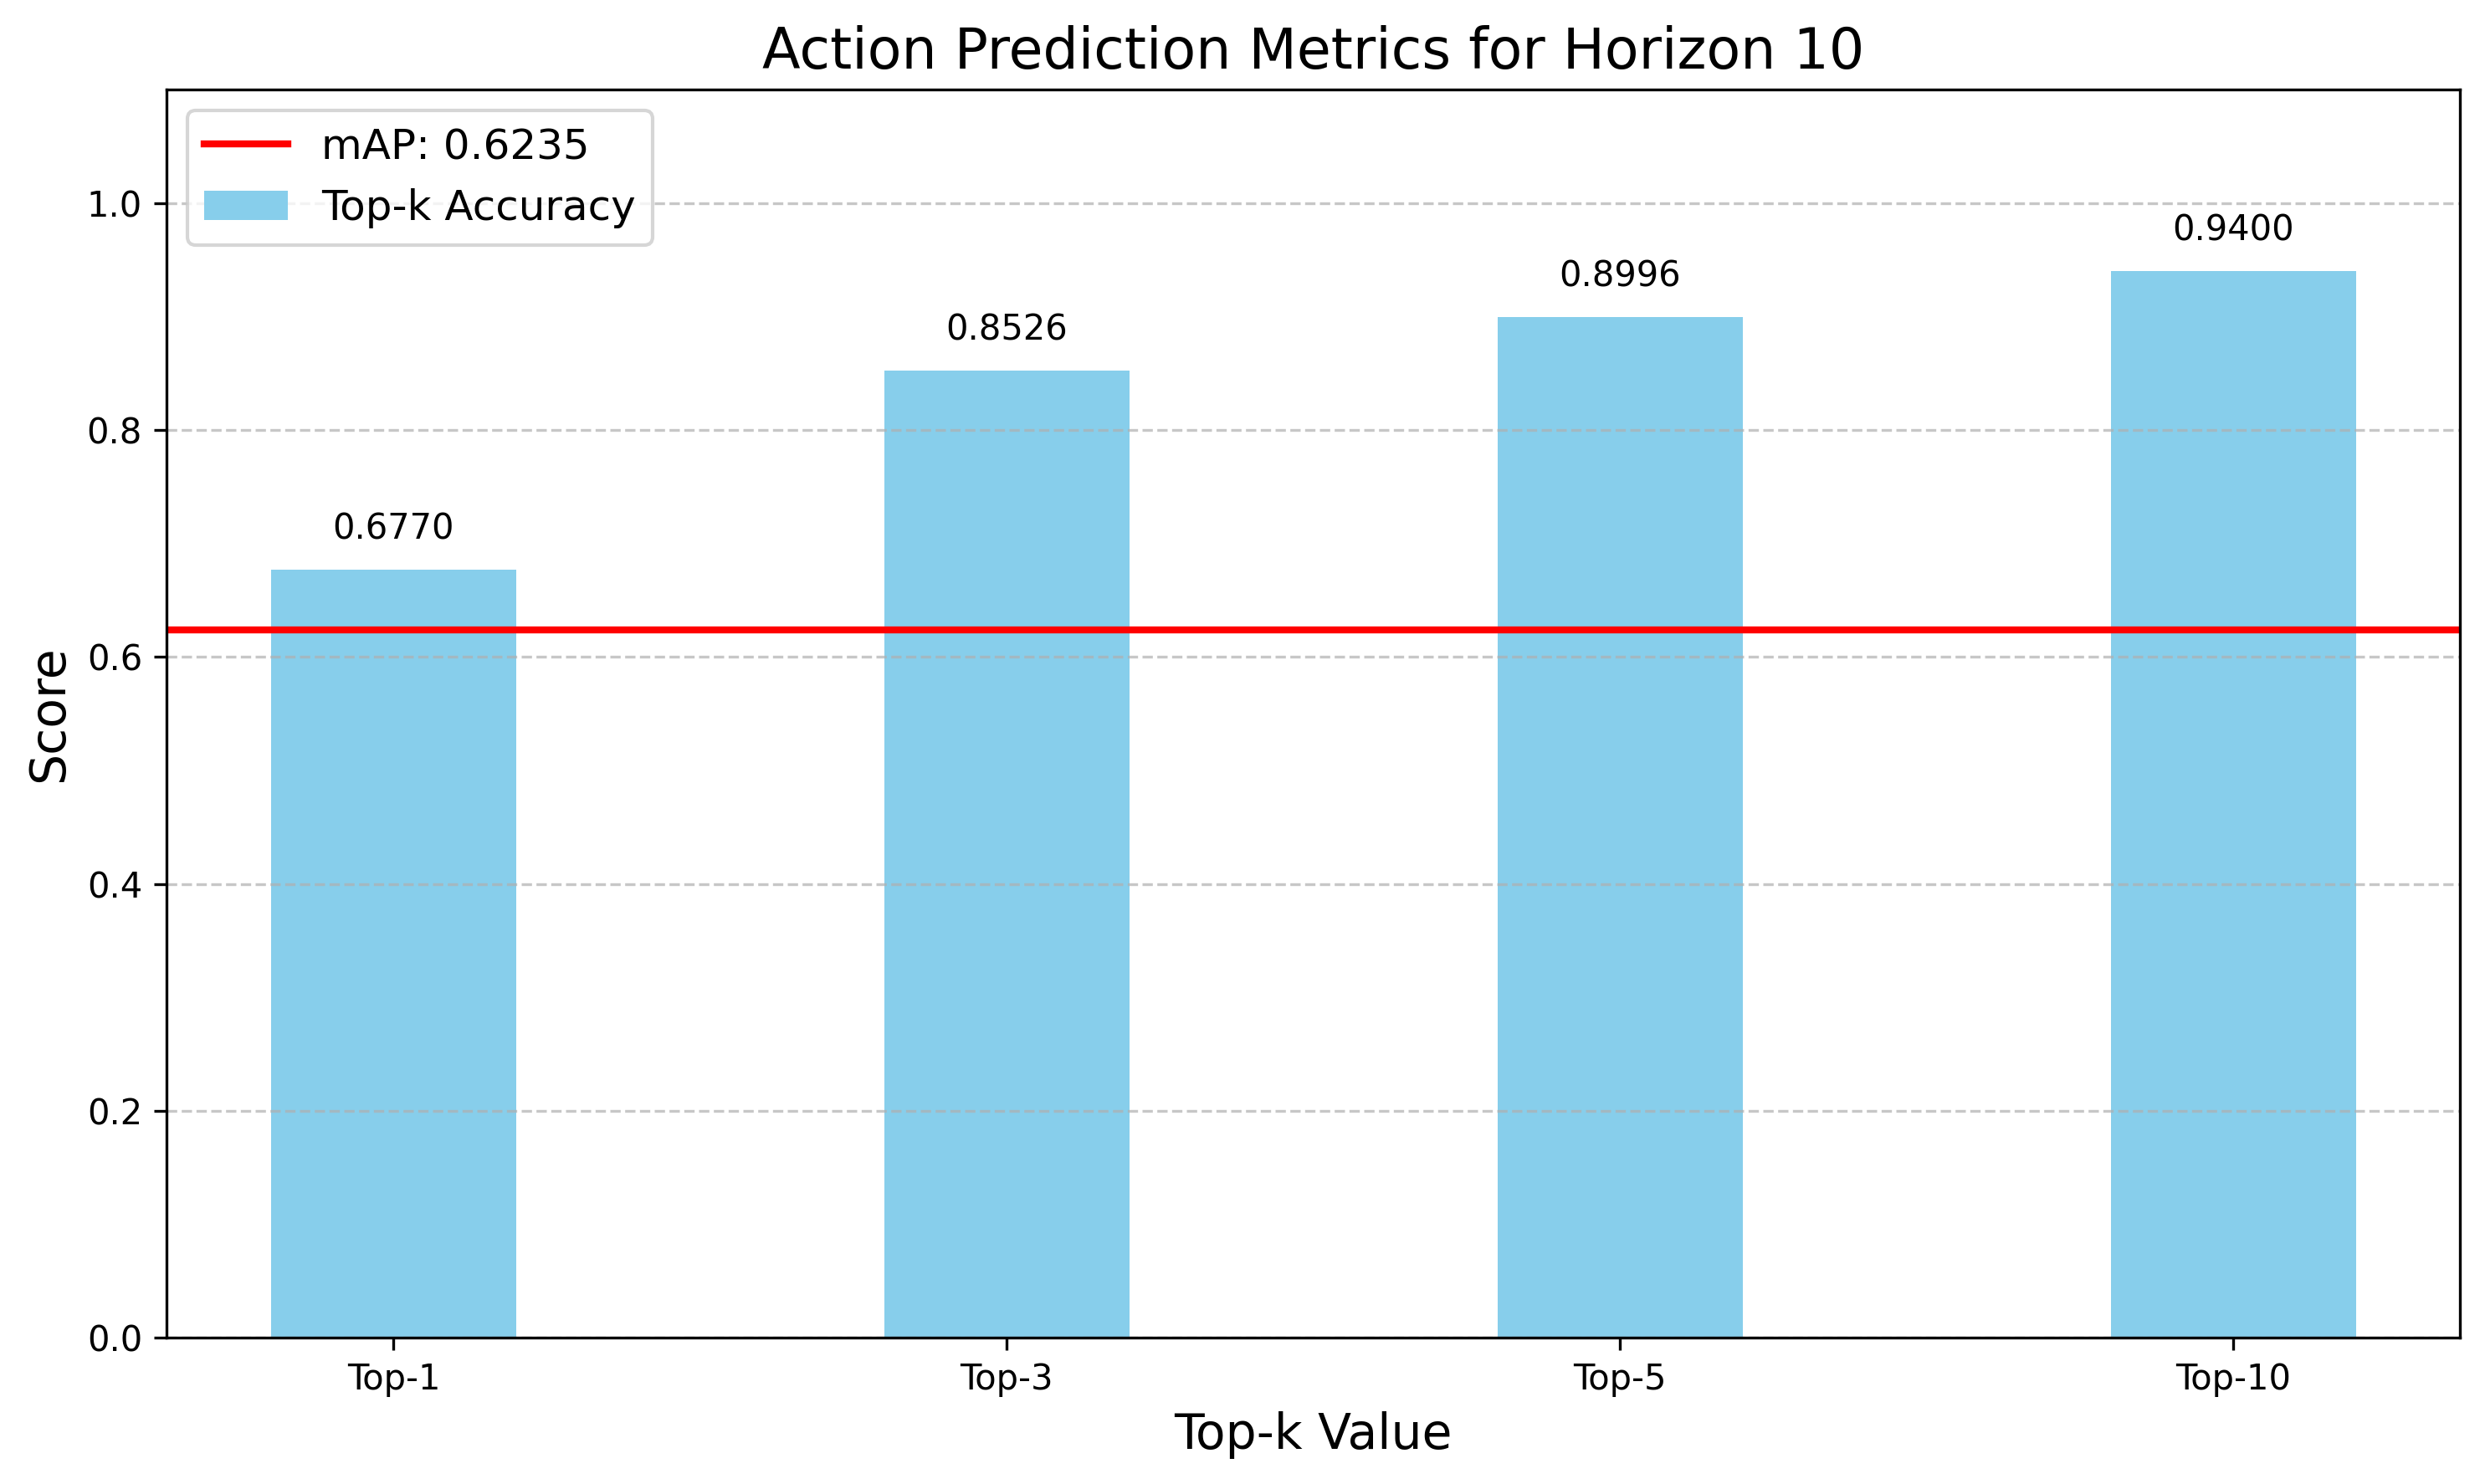 Action Prediction Metrics for Horizon 10
mAP: 0.6235
Top-k Accuracy
1.0
0.8
0.6
0.4
0.2
0.0
Score
0.6770
0.8526
0.8996
0.9400
Top-1
Top-3
Top-5
Top-10
Top-k Value